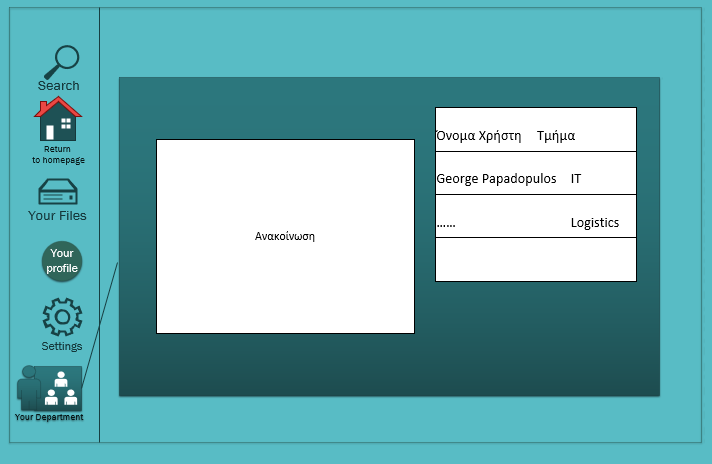 Search
Return
to homepage
Your Files
Your
profile
Settings
Your Department
Ανακοίνωση
Όνομα Χρήστη Τμήμα
George Papadopulos IT
...... Logistics